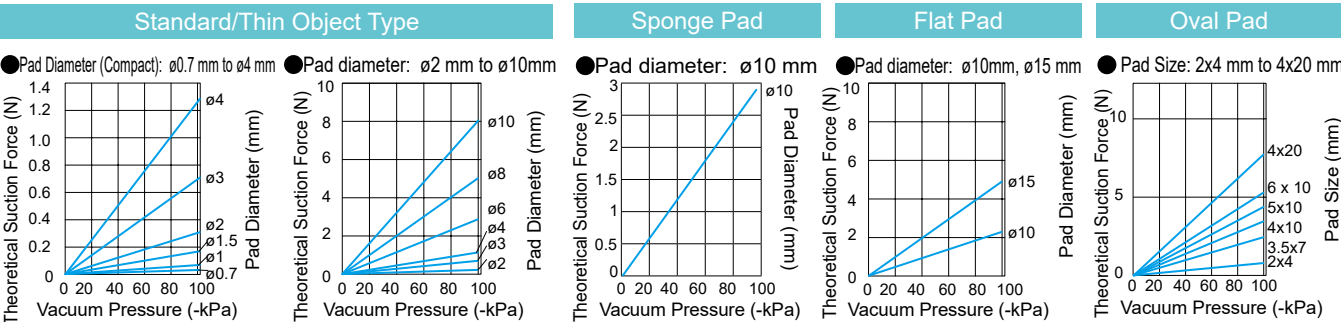 Standard/Thin Object Type
●Pad Diameter (Compact): ø0.7 mm to ø4 mm
Theoretical Suction Force (N)
1.4
1.2
1.0
0.8
0.6
0.4
0.2
0
0 20 40 60 80 100
Vacuum Pressure (-kPa)
ø4
ø3
ø2
ø1.5
ø1
ø0.7
Pad Diameter (mm)
●Pad diameter: ø2 mm to ø10mm
Theoretical Suction Force (N)
10
8
6
4
2
0
0 20 40 60 80 100
Vacuum Pressure (-kPa)
ø10
ø8
ø6
ø4
ø3
ø2
Pad Diameter (mm)
Sponge Pad
●Pad diameter: ø10 mm
Theoretical Suction Force (N)
3
2.5
2
1.5
1
0.5
0
0 20 40 60 80 100
Vacuum Pressure (-kPa)
ø10
Pad Diameter (mm)
Flat Pad
●Pad diameter: ø10mm, ø15 mm
Theoretical Suction Force (N)
10
8
6
4
2
0
0 20 40 60 80 100
Vacuum Pressure (-kPa)
ø15
ø10
Pad Diameter (mm)
Oval Pad
● Pad Size: 2x4 mm to 4x20 mm
Theoretical Suction Force (N)
10
5
0
0 20 40 60 80 100
Vacuum Pressure (-kPa)
4x20
6 x 10
5x10
4x10
3.5x7
2x4
Pad Size (mm)